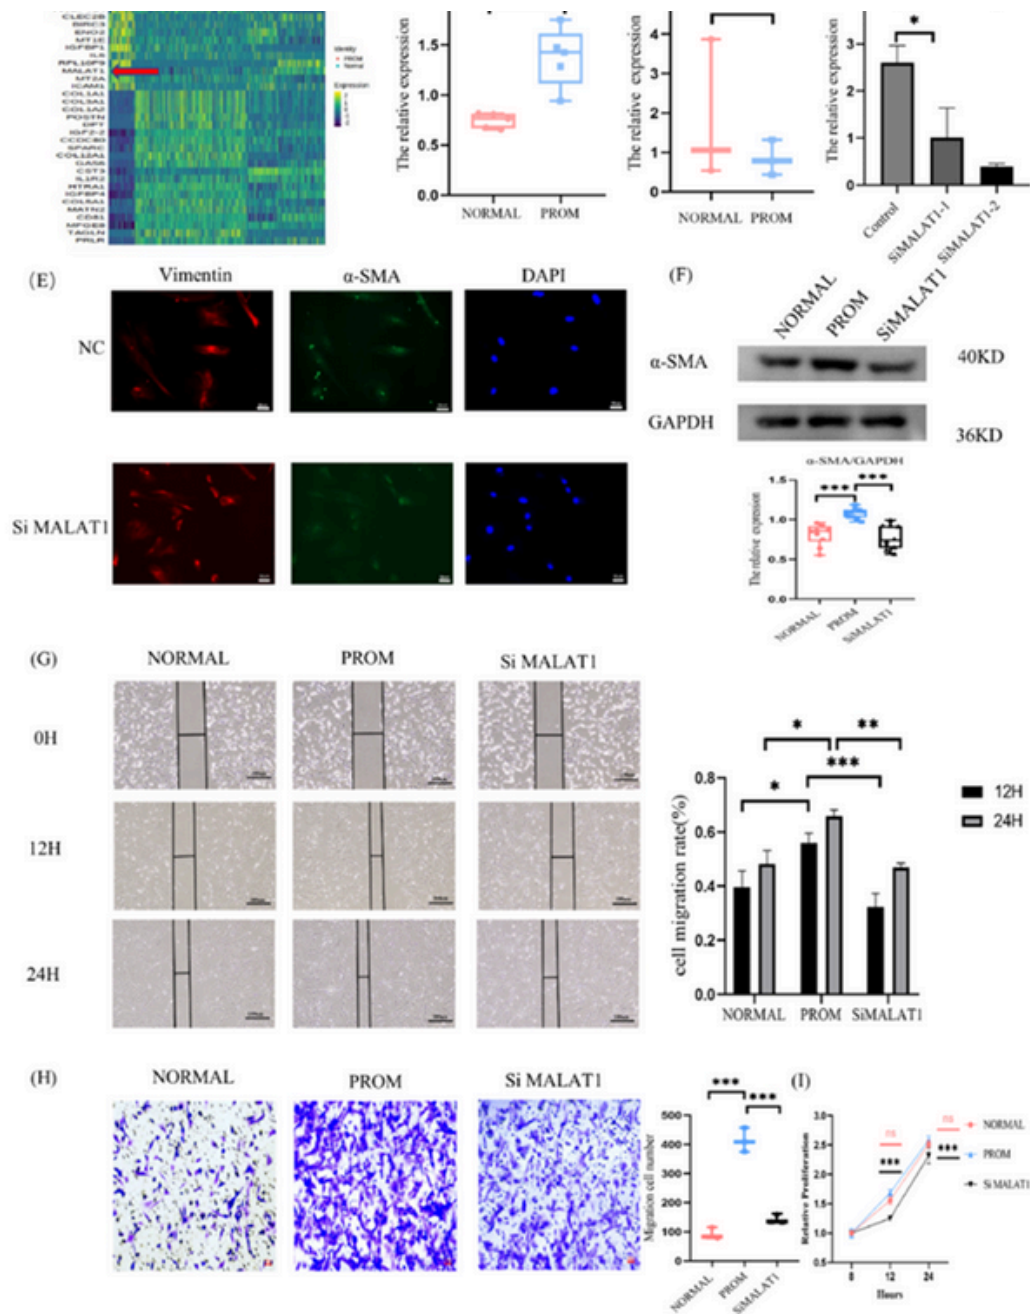 CLEC2B
BIRC3
ENO2
MT1E
IGFBP1
IL6
RPL10P9
MALAT1
MT2A
ICAM1
COL1A1
COL3A1
COL1A2
POSTN
DPT
IGF2-2
CCDC80
SPARC
COL12A1
GAS6
CST3
IL1R2
HTRA1
IGFBP4
COL5A1
MATN2
CD81
MFGE8
TAGLN
PRLR
Identity
PROM
Normal
Expression
The relative expression
1.5
1.0
0.5
0.0
NORMAL
PROM
The relative expression
4
3
2
1
0
NORMAL
PROM
The relative expression
3
2
1
0
*
Control
SiMALAT1-1
SiMALAT1-2
(E)
Vimentin
α-SMA
DAPI
NC
Si MALAT1
(F)
NORMAL
PROM
SiMALAT1
α-SMA
40KD
GAPDH
36KD
α-SMA/GAPDH
The relative expression
1.5
1.0
0.5
0.0
***
***
NORMAL
PROM
SiMALAT1
(G)
NORMAL
PROM
Si MALAT1
0H
12H
24H
cell migration rate(%)
0.8
0.6
0.4
0.2
0.0
*
**
*
***
12H
24H
NORMAL
PROM
SiMALAT1
(H)
NORMAL
PROM
Si MALAT1
Migration cell number
500
400
300
200
100
0
***
***
NORMAL
PROM
SiMALAT1
(I)
Relative Proliferation
3.0
2.5
2.0
1.5
1.0
0.5
ns
***
ns
***
NORMAL
PROM
Si MALAT1
0
12
24
Hours